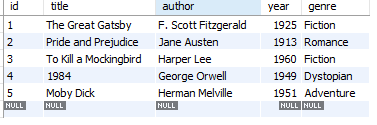 id title author year genre
1 The Great Gatsby F. Scott Fitzgerald 1925 Fiction
2 Pride and Prejudice Jane Austen 1913 Romance
3 To Kill a Mockingbird Harper Lee 1960 Fiction
4 1984 George Orwell 1949 Dystopian
5 Moby Dick Herman Melville 1951 Adventure
NULL NULL NULL NULL NULL